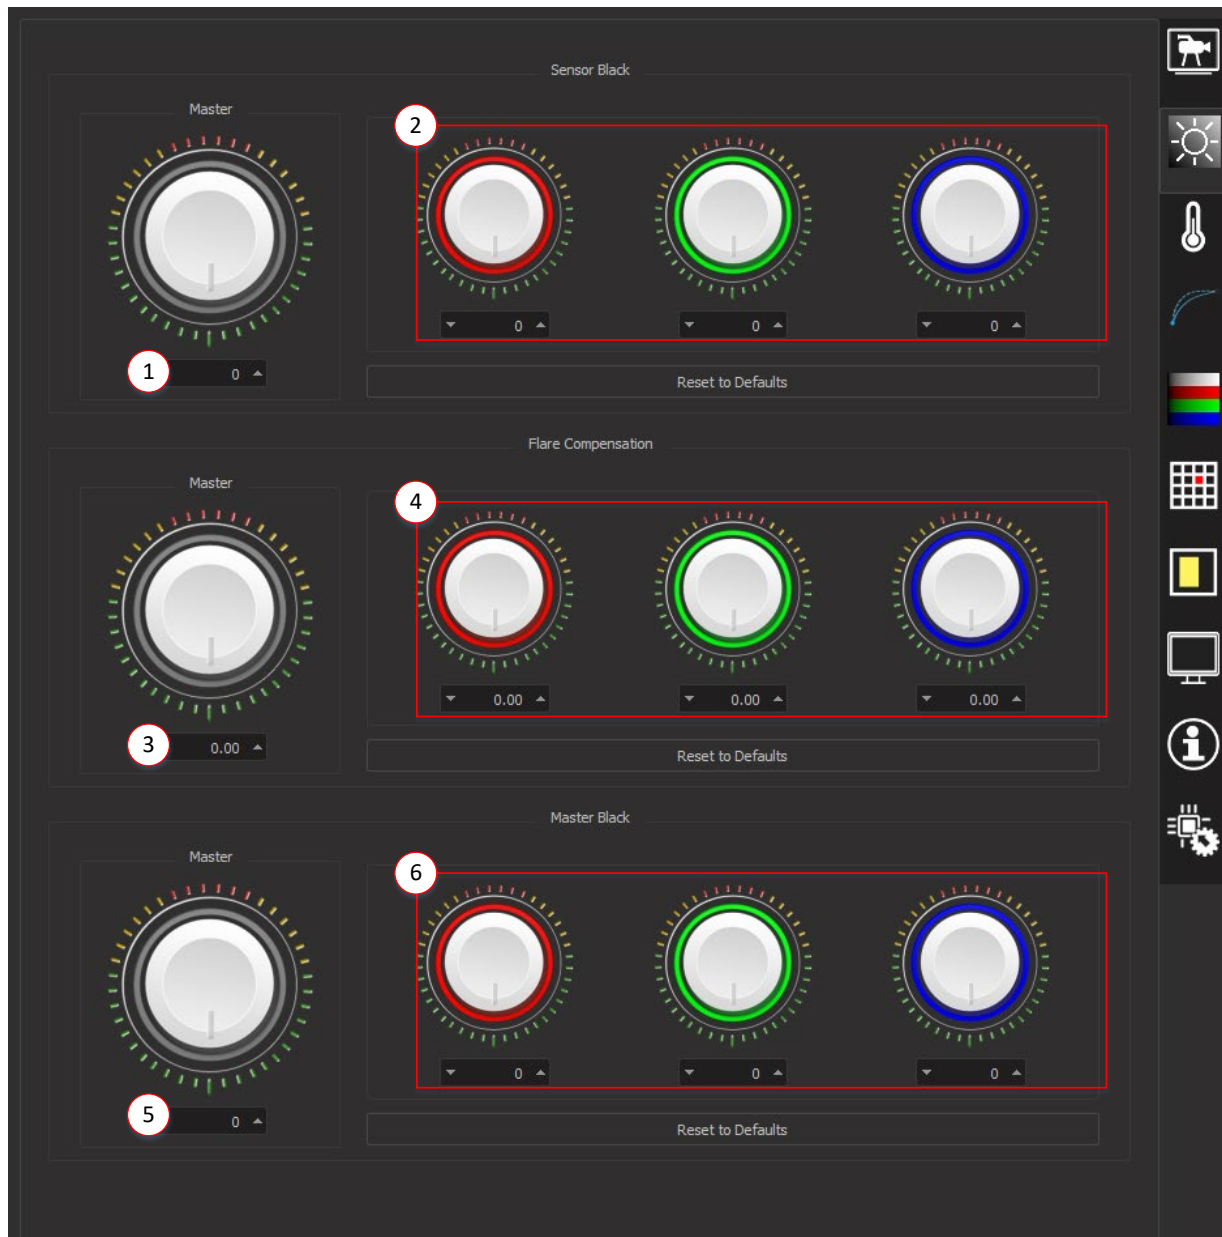 Sensor Black
Master
2
1
0
0
0
0
Reset to Defaults
Flare Compensation
Master
4
3
0.00
0.00
0.00
0.00
Reset to Defaults
Master Black
Master
6
5
0
0
0
0
Reset to Defaults